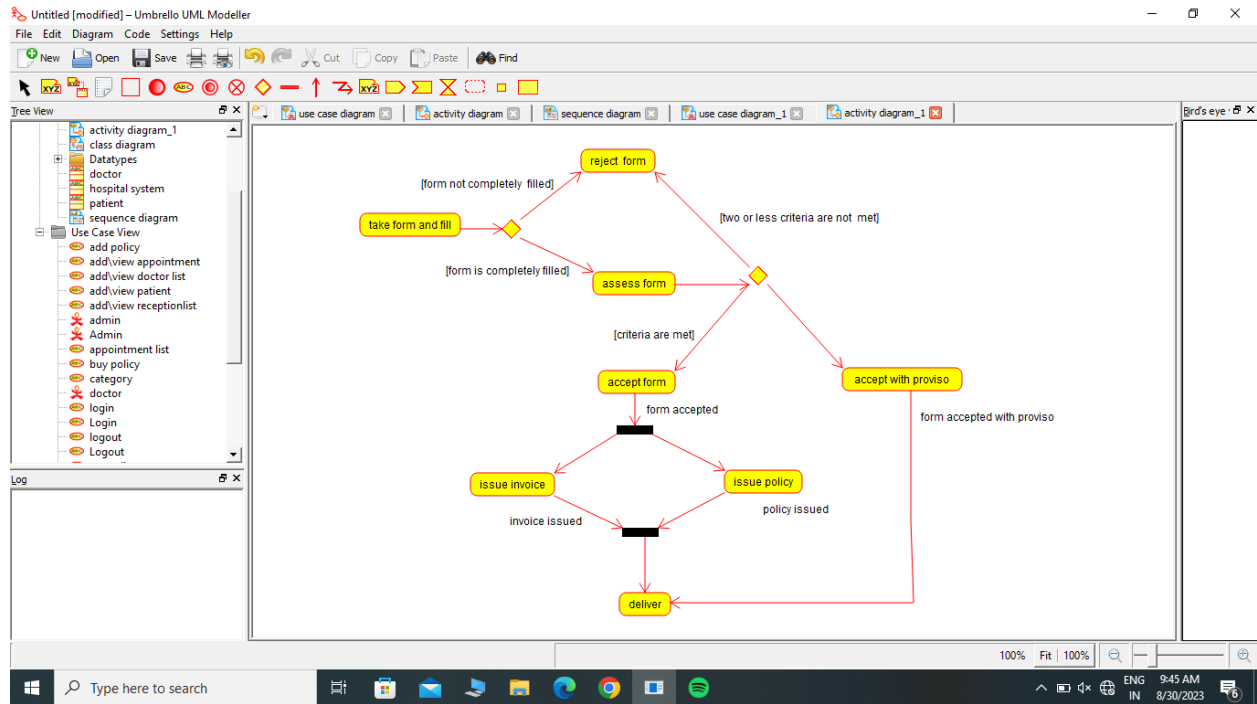 Untitled [modified] – Umbrello UML Modeller
File Edit Diagram Code Settings Help
New Open Save Cut Copy Paste Find
Tree View
use case diagram
activity diagram
sequence diagram
use case diagram_1
activity diagram_1
Bird's eye
activity diagram_1
class diagram
Datatypes
doctor
hospital system
patient
sequence diagram
Use Case View
add policy
add\view appointment
add\view doctor list
add\view patient
add\view receptionlist
admin
Admin
appointment list
buy policy
category
doctor
login
Login
logout
Logout
Log
reject form
[form not completely filled]
take form and fill
[two or less criteria are not met]
[form is completely filled]
assess form
[criteria are met]
accept form
accept with proviso
form accepted
form accepted with proviso
issue invoice
issue policy
invoice issued
policy issued
deliver
100% Fit 100%
Type here to search
ENG
IN
9:45 AM
8/30/2023
6